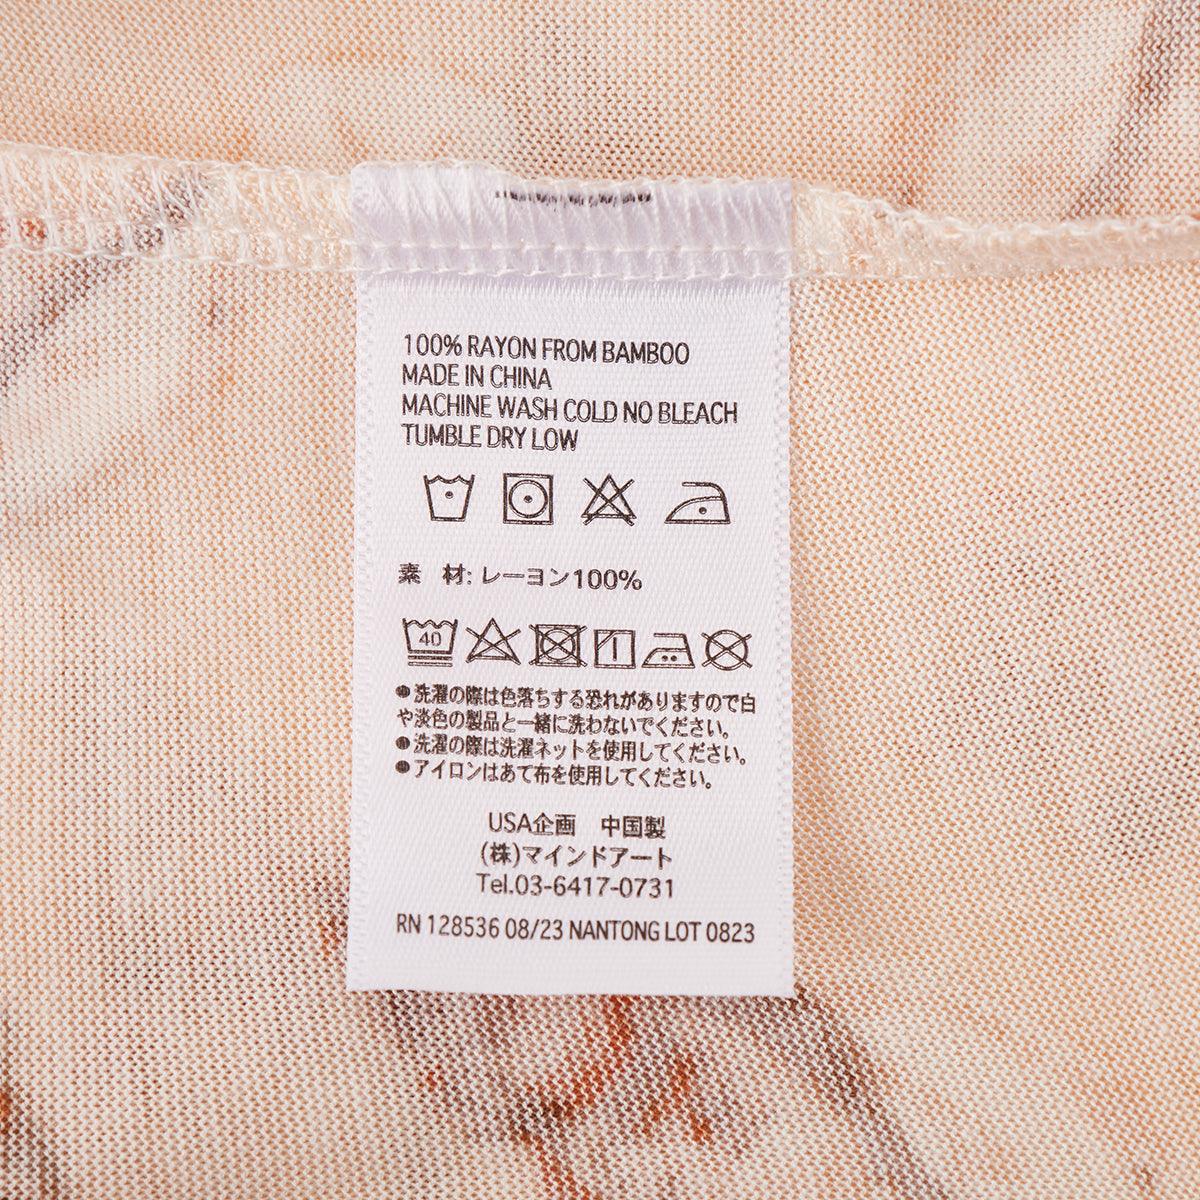 100% RAYON FROM BAMBOO
MADE IN CHINA
MACHINE WASH COLD NO BLEACH
TUMBLE DRY LOW
素 材: レーヨン100%
40
●洗濯の際は色落ちする恐れがありますので白
や淡色の製品と一緒に洗わないでください。
●洗濯の際は洗濯ネットを使用してください。
●アイロンはあて布を使用してください。
USA企画 中国製
(株)マインドアート
Tel.03-6417-0731
RN 128536 08/23 NANTONG LOT 0823